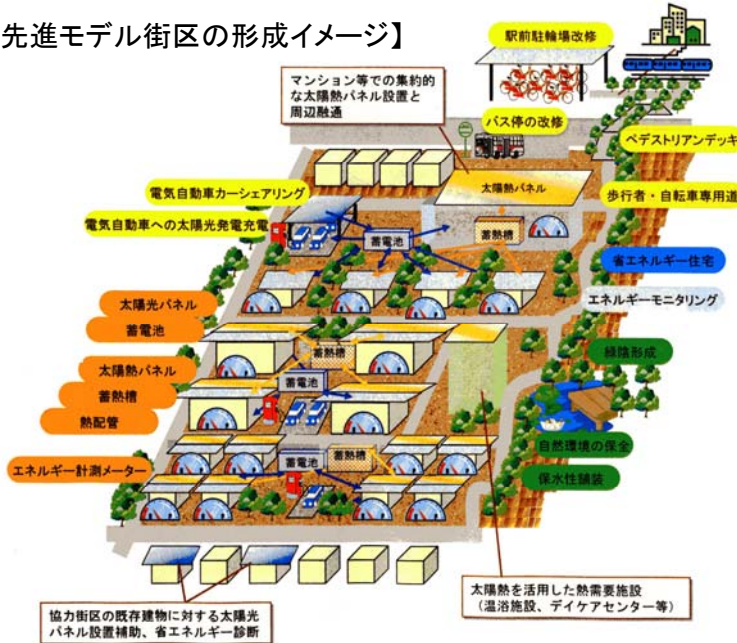 先進モデル街区の形成イメージ】
駅前駐輪場改修
マンション等での集約的
な太陽熱パネル設置と
周辺融通
バス停の改修
ペデストリアンデッキ
電気自動車カーシェアリング
太陽熱パネル
歩行者・自転車専用道
電気自動車への太陽光発電充電
蓄電池
蓄熱槽
省エネルギー住宅
太陽光パネル
エネルギーモニタリング
蓄電池
蓄熱槽
緑陰形成
太陽熱パネル
蓄電池
蓄熱槽
熱配管
自然環境の保全
エネルギー計測メーター
蓄電池
蓄熱槽
保水性舗装
協力街区の既存建物に対する太陽光
パネル設置補助、省エネルギー診断
太陽熱を活用した熱需要施設
（温浴施設、デイケアセンター等）